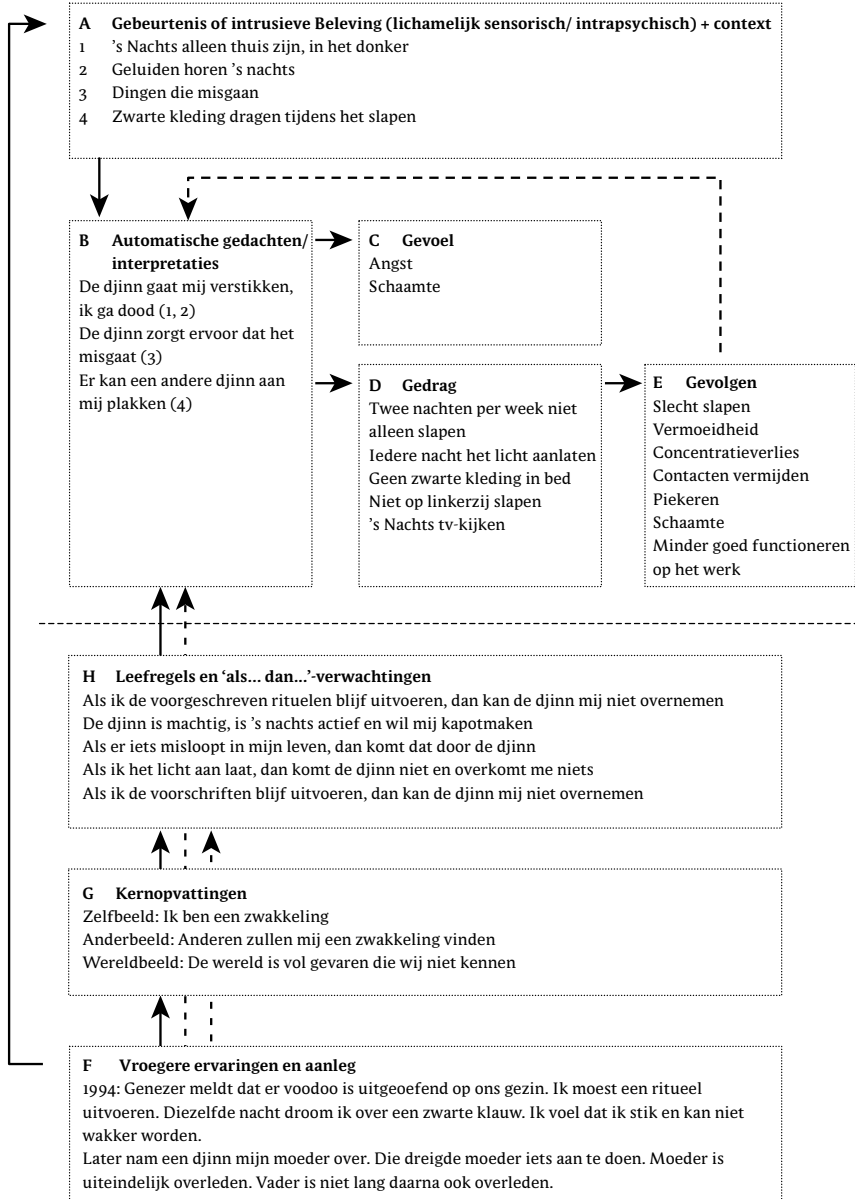 A Gebeurtenis of intrusieve Beleving (lichamelijk sensorisch/ intrapsychisch) + context
1 's Nachts alleen thuis zijn, in het donker
2 Geluiden horen 's nachts
3 Dingen die misgaan
4 Zwarte kleding dragen tijdens het slapen
B Automatische gedachten/
interpretaties
De djinn gaat mij verstikken,
ik ga dood (1, 2)
De djinn zorgt ervoor dat het
misgaat (3)
Er kan een andere djinn aan
mij plakken (4)
C Gevoel
Angst
Schaamte
D Gedrag
Twee nachten per week niet
alleen slapen
Iedere nacht het licht aanlaten
Geen zwarte kleding in bed
Niet op linkerzij slapen
's Nachts tv-kijken
E Gevolgen
Slecht slapen
Vermoeidheid
Concentratieverlies
Contacten vermijden
Piekeren
Schaamte
Minder goed functioneren
op het werk
H Leefregels en 'als... dan...'-verwachtingen
Als ik de voorgeschreven rituelen blijf uitvoeren, dan kan de djinn mij niet overnemen
De djinn is machtig, is 's nachts actief en wil mij kapotmaken
Als er iets misloopt in mijn leven, dan komt dat door de djinn
Als ik het licht aan laat, dan komt de djinn niet en overkomt me niets
Als ik de voorschriften blijf uitvoeren, dan kan de djinn mij niet overnemen
G Kernopvattingen
Zelfbeeld: Ik ben een zwakkeling
Anderbeeld: Anderen zullen mij een zwakkeling vinden
Wereldbeeld: De wereld is vol gevaren die wij niet kennen
F Vroegere ervaringen en aanleg
1994: Genezer meldt dat er voodoo is uitgeoefend op ons gezin. Ik moest een ritueel
uitvoeren. Diezelfde nacht droom ik over een zwarte klauw. Ik voel dat ik stik en kan niet
wakker worden.
Later nam een djinn mijn moeder over. Die dreigde moeder iets aan te doen. Moeder is
uiteindelijk overleden. Vader is niet lang daarna ook overleden.